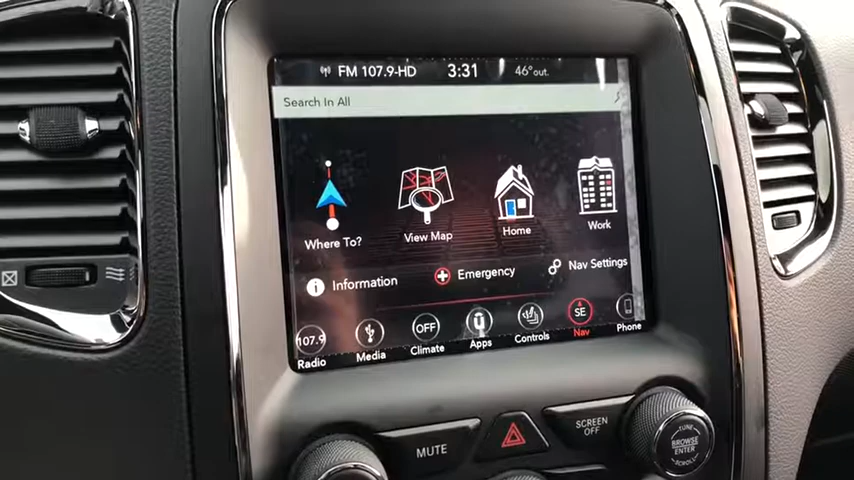 FM 107.9-HD 3:31 46° out.
Search In All
Where To? View Map Home Work
Information Emergency Nav Settings
107.9 OFF SE
Radio Media Climate Apps Controls Nav Phone
MUTE SCREEN OFF
TUNE
BROWSE
ENTER
SCROLL